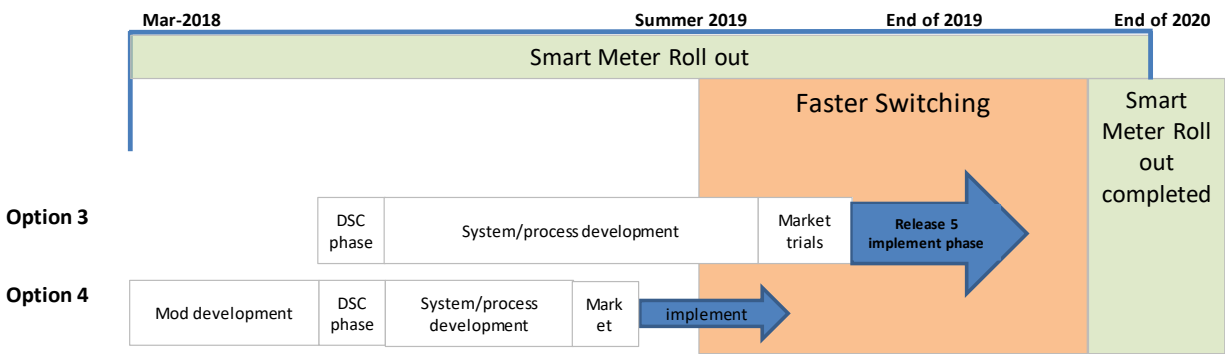 Mar-2018
Summer 2019
End of 2019
End of 2020
Smart Meter Roll out
Faster Switching
Smart
Meter Roll
out
completed
Option 3
DSC
phase
System/process development
Market
trials
Release 5
implement phase
Option 4
Mod development
DSC
phase
System/process
development
Mark
et
implement